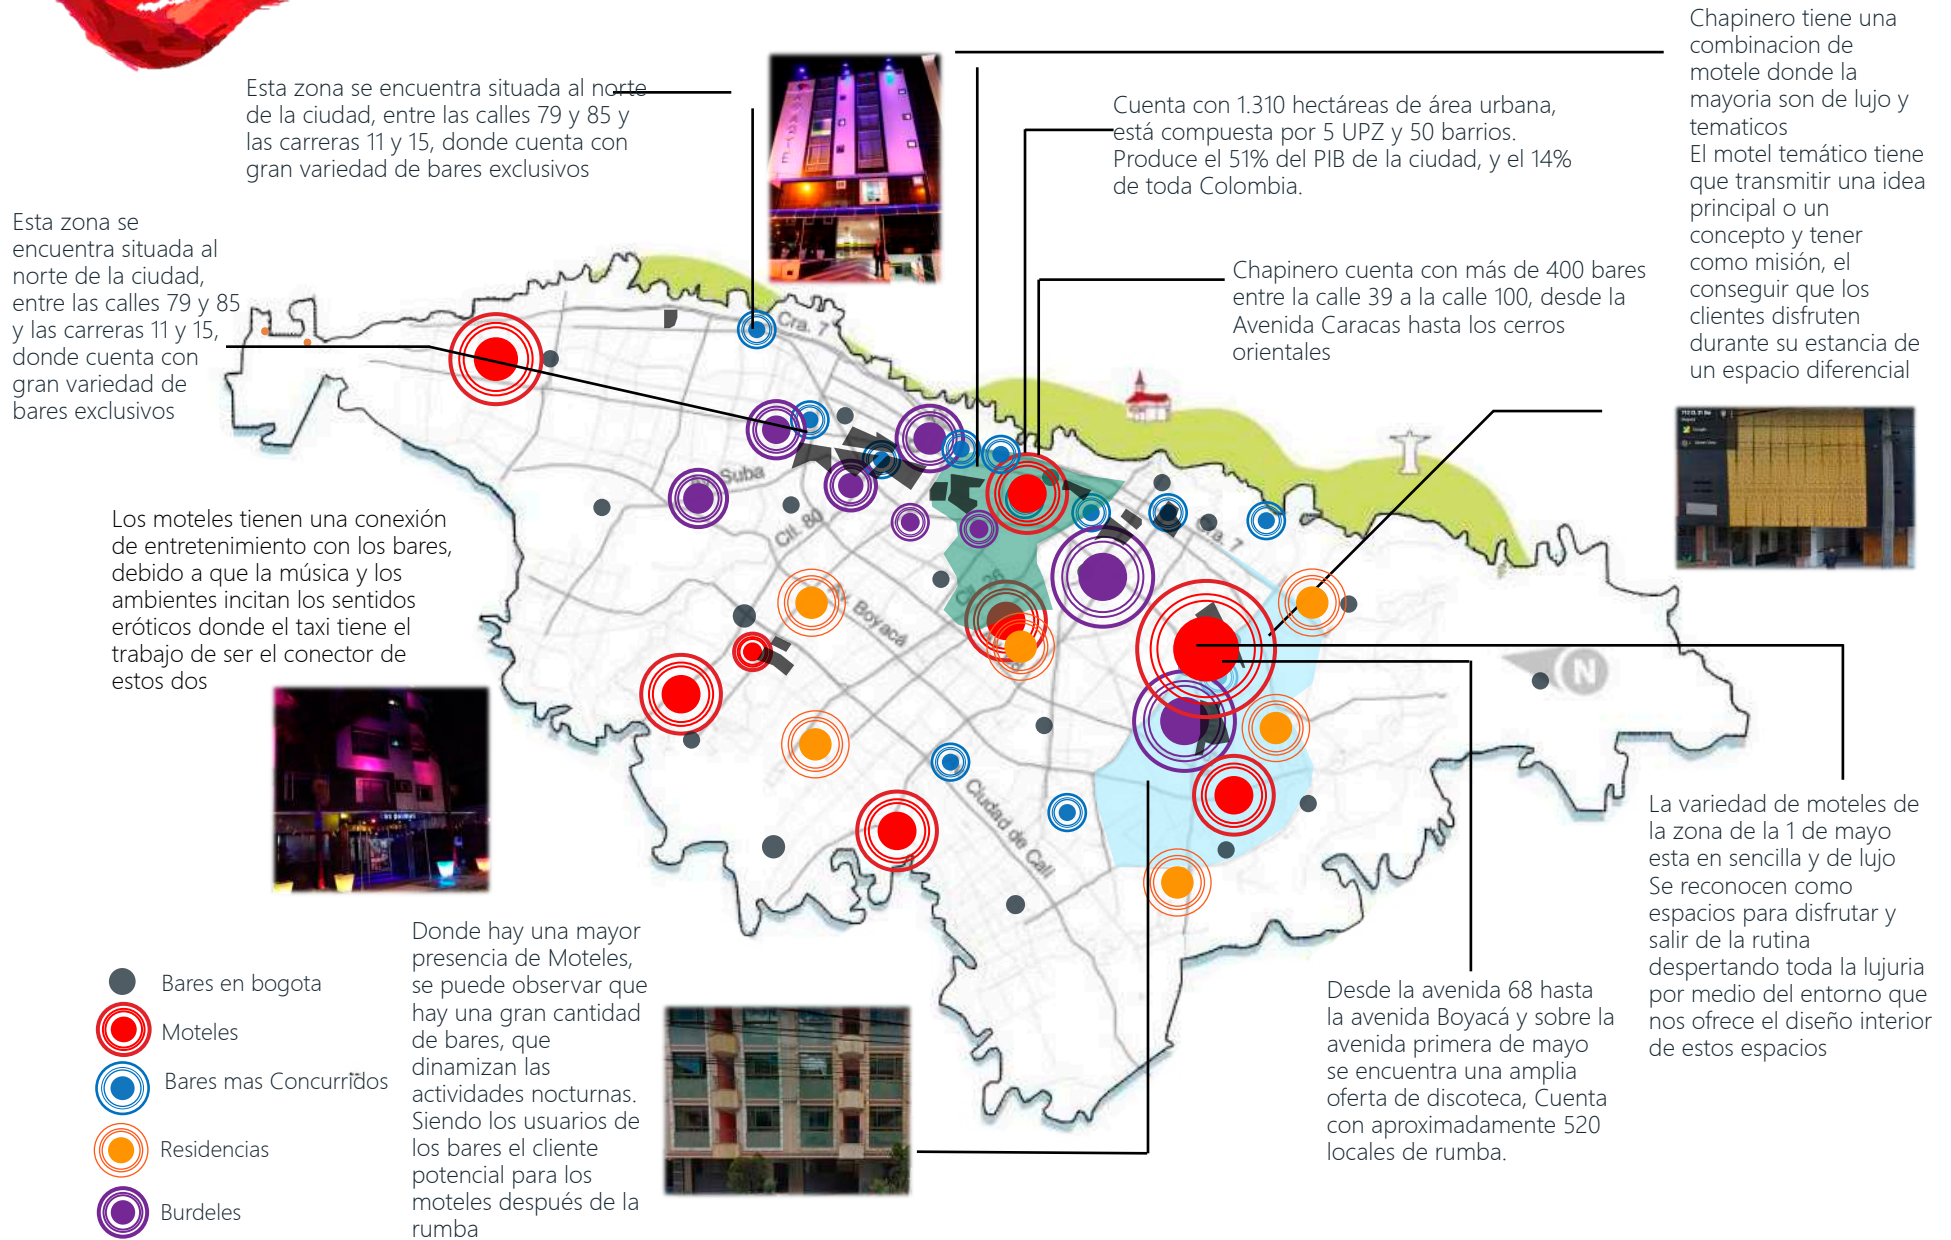 Esta zona se encuentra situada al norte
de la ciudad, entre las calles 79 y 85 y
las carreras 11 y 15, donde cuenta con
gran variedad de bares exclusivos
Cuenta con 1.310 hectáreas de área urbana,
está compuesta por 5 UPZ y 50 barrios.
Produce el 51% del PIB de la ciudad, y el 14%
de toda Colombia.
Chapinero tiene una
combinacion de
motele donde la
mayoria son de lujo y
tematicos
El motel temático tiene
que transmitir una idea
principal o un
concepto y tener
como misión, el
conseguir que los
clientes disfruten
durante su estancia de
un espacio diferencial
Esta zona se
encuentra situada al
norte de la ciudad,
entre las calles 79 y 85
y las carreras 11 y 15,
donde cuenta con
gran variedad de
bares exclusivos
Chapinero cuenta con más de 400 bares
entre la calle 39 a la calle 100, desde la
Avenida Caracas hasta los cerros
orientales
Cra. 7
Suba
Cll. 80
Av. Boyacá
Cra. 7
Ciudad de Cali
N
Los moteles tienen una conexión
de entretenimiento con los bares,
debido a que la música y los
ambientes incitan los sentidos
eróticos donde el taxi tiene el
trabajo de ser el conector de
estos dos
La variedad de moteles de
la zona de la 1 de mayo
esta en sencilla y de lujo
Se reconocen como
espacios para disfrutar y
salir de la rutina
despertando toda la lujuria
por medio del entorno que
nos ofrece el diseño interior
de estos espacios
Donde hay una mayor
presencia de Moteles,
se puede observar que
hay una gran cantidad
de bares, que
dinamizan las
actividades nocturnas.
Siendo los usuarios de
los bares el cliente
potencial para los
moteles después de la
rumba
Desde la avenida 68 hasta
la avenida Boyacá y sobre la
avenida primera de mayo
se encuentra una amplia
oferta de discoteca, Cuenta
con aproximadamente 520
locales de rumba.
Bares en bogota
Moteles
Bares mas Concurridos
Residencias
Burdeles